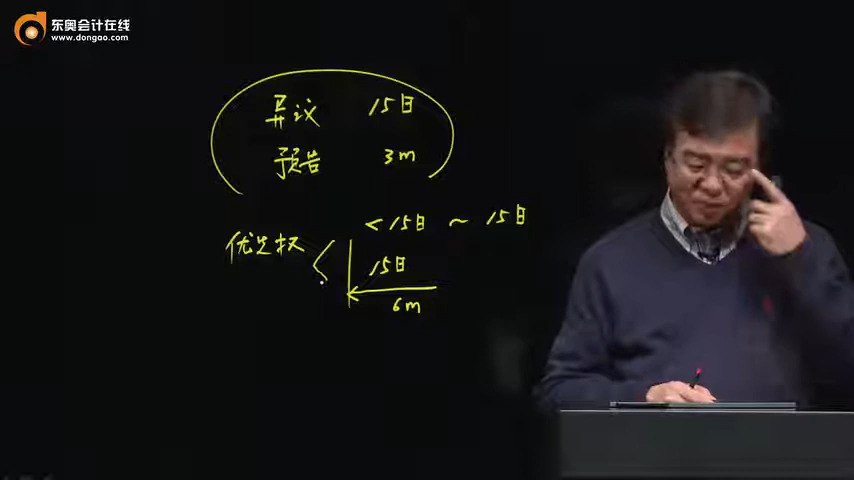 东奥会计在线
www.dongao.com
异议 15日
预告 3m
<15日 ~ 15日
优先权
15日
6m